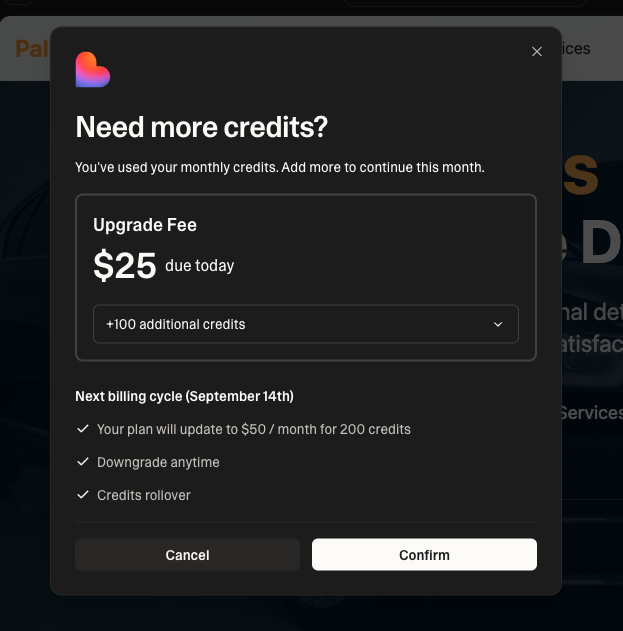 Pal
ices
Need more credits?
You've used your monthly credits. Add more to continue this month.
Upgrade Fee
$25 due today
+100 additional credits
Next billing cycle (September 14th)
Your plan will update to $50 / month for 200 credits
Downgrade anytime
Credits rollover
Cancel
Confirm
s
e D
nal det
atisfac
Services